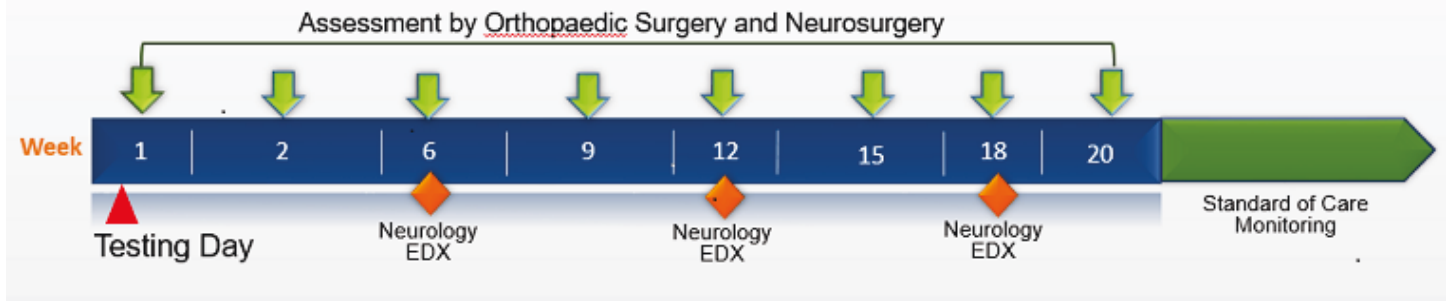 Assessment by Orthopaedic Surgery and Neurosurgery
Week 1 2 6 9 12 15 18 20
Testing Day
Neurology
EDX
Neurology
EDX
Neurology
EDX
Standard of Care
Monitoring